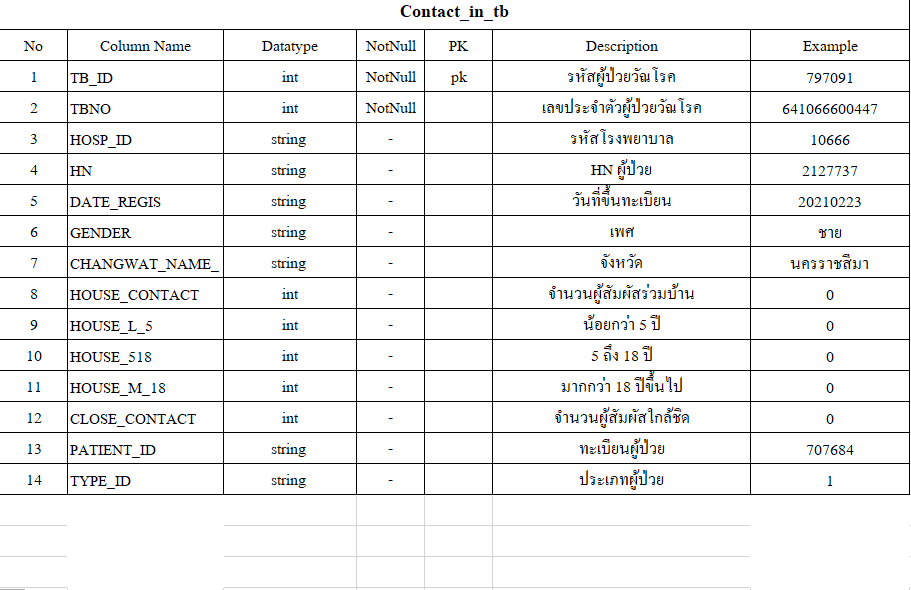 Contact_in_tb
No Column Name Datatype NotNull PK Description Example
1 TB_ID int NotNull pk รหัสผู้ป่วยวัณโรค 797091
2 TBNO int NotNull เลขประจำตัวผู้ป่วยวัณโรค 641066600447
3 HOSP_ID string - รหัสโรงพยาบาล 10666
4 HN string - HN ผู้ป่วย 2127737
5 DATE_REGIS string - วันที่ขึ้นทะเบียน 20210223
6 GENDER string - เพศ ชาย
7 CHANGWAT_NAME_ string - จังหวัด นครราชสีมา
8 HOUSE_CONTACT int - จำนวนผู้สัมผัสร่วมบ้าน 0
9 HOUSE_L_5 int - น้อยกว่า 5 ปี 0
10 HOUSE_518 int - 5 ถึง 18 ปี 0
11 HOUSE_M_18 int - มากกว่า 18 ปีขึ้นไป 0
12 CLOSE_CONTACT int - จำนวนผู้สัมผัสใกล้ชิด 0
13 PATIENT_ID string - ทะเบียนผู้ป่วย 707684
14 TYPE_ID string - ประเภทผู้ป่วย 1